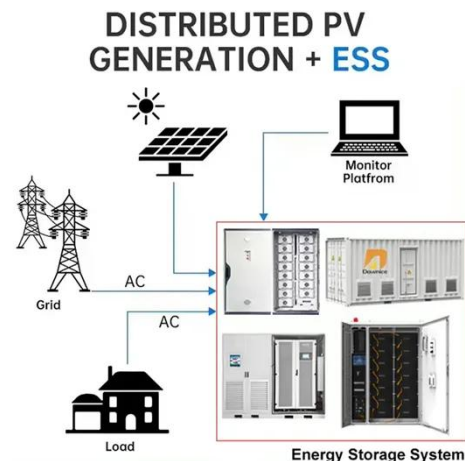 DISTRIBUTED PV
GENERATION + ESS
Monitor
Platfrom
Grid
AC
AC
Load
Energy Storage System